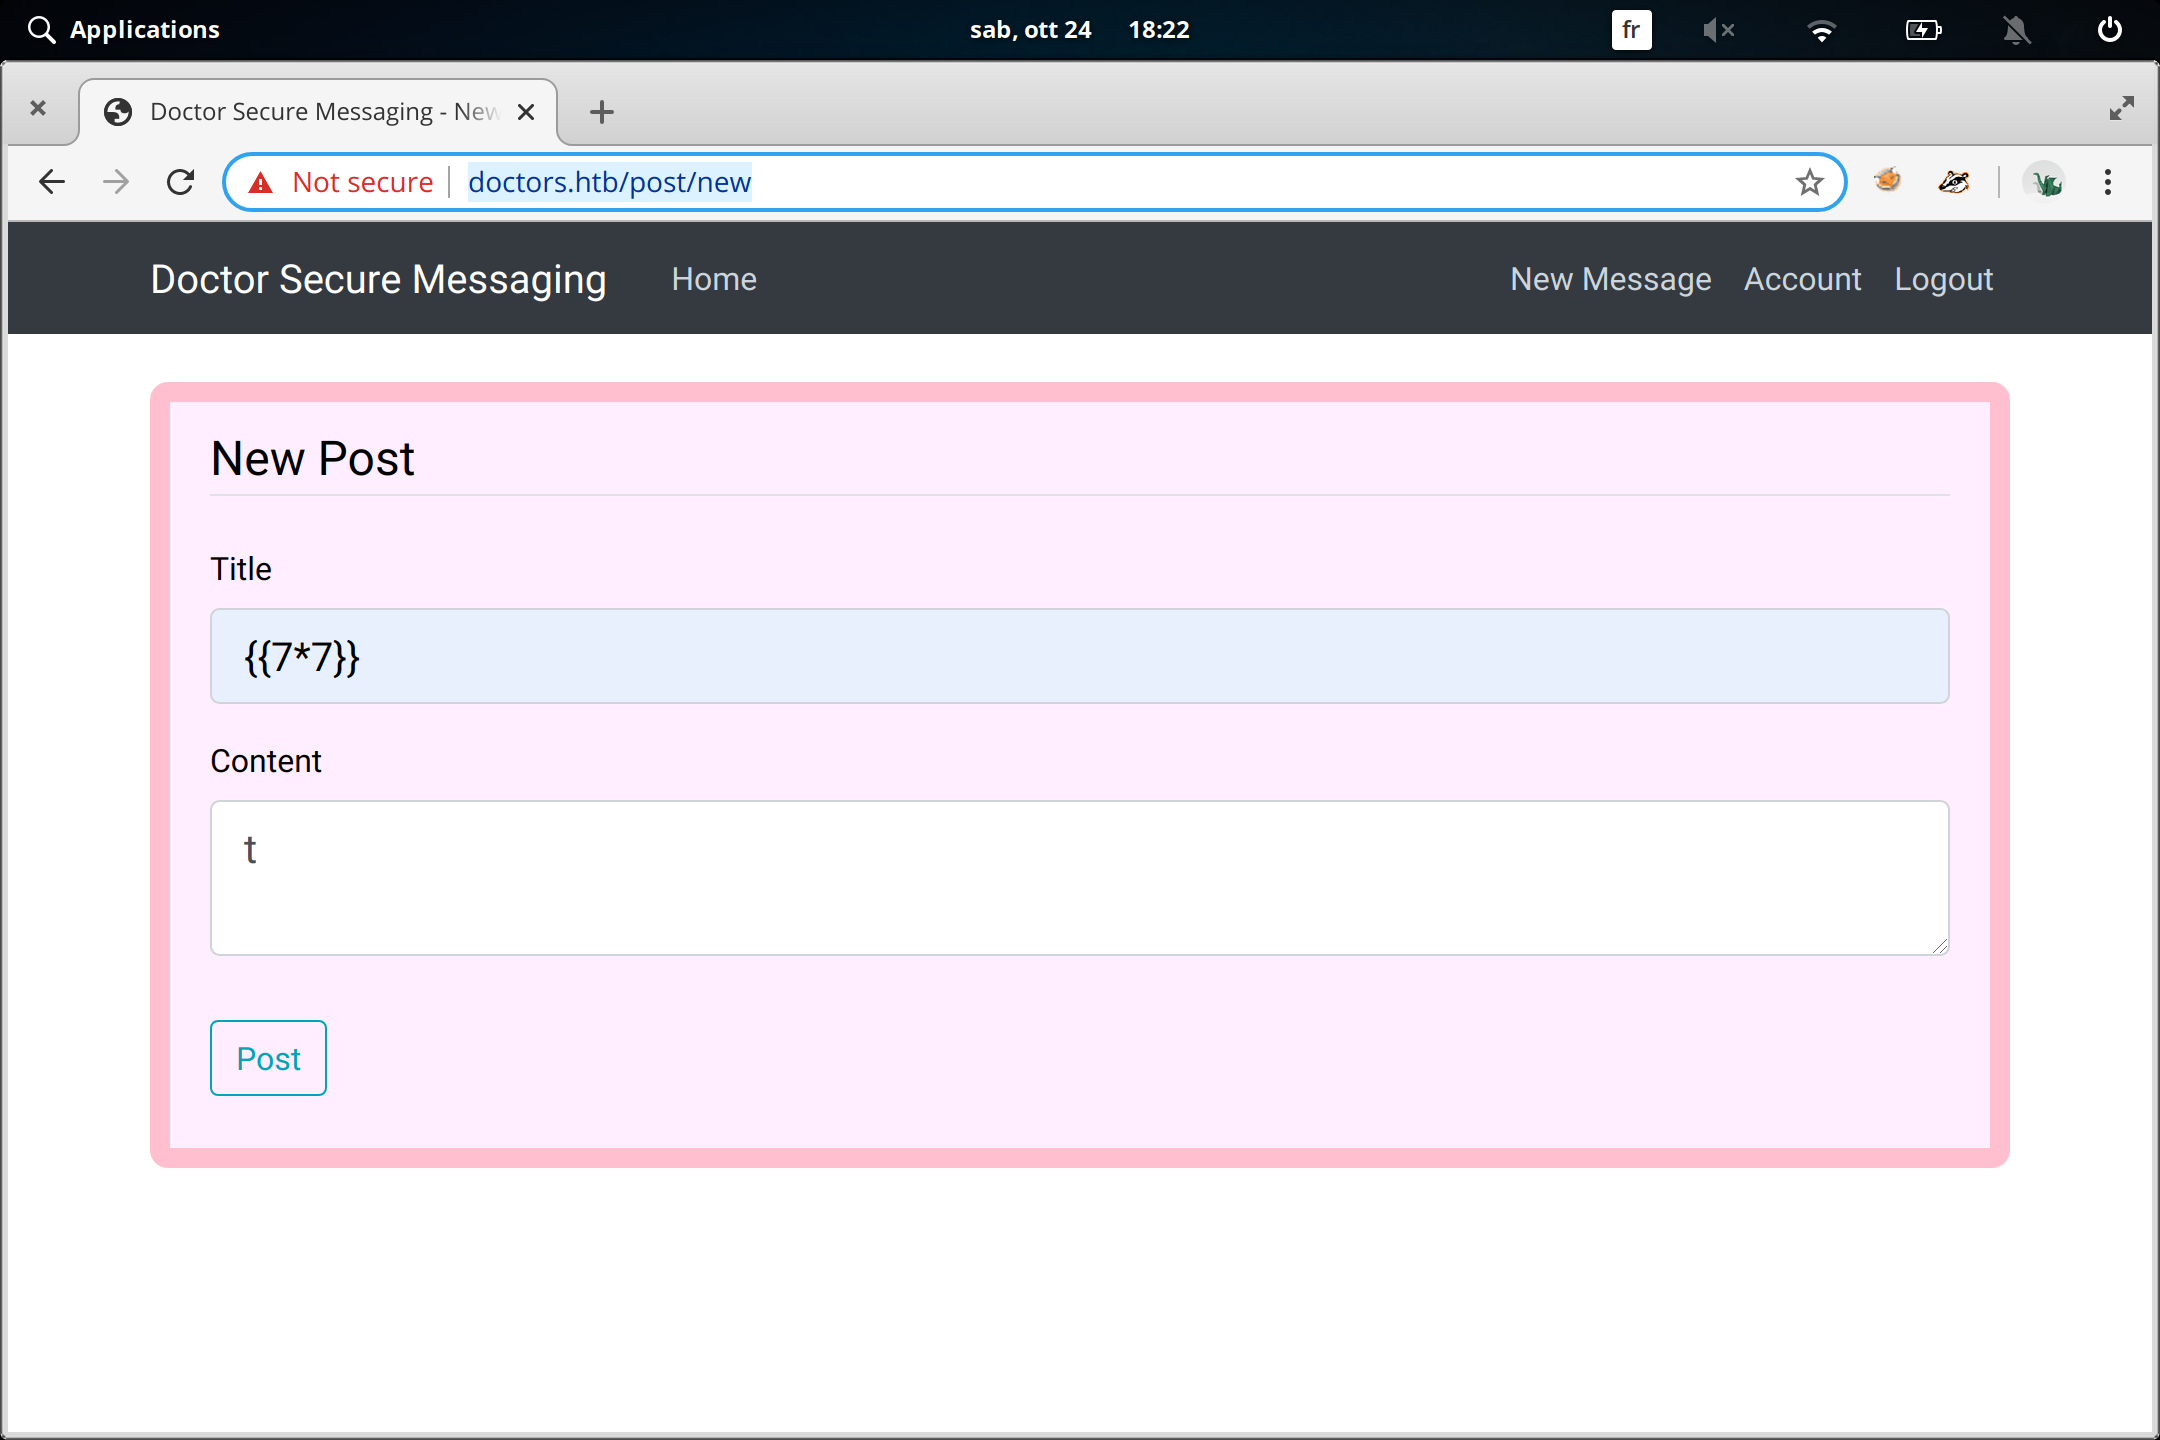 Applications sab, ott 24 18:22 fr
Doctor Secure Messaging - New
Not secure doctors.htb/post/new
Doctor Secure Messaging Home New Message Account Logout
New Post
Title
{{7*7}}
Content
t
Post